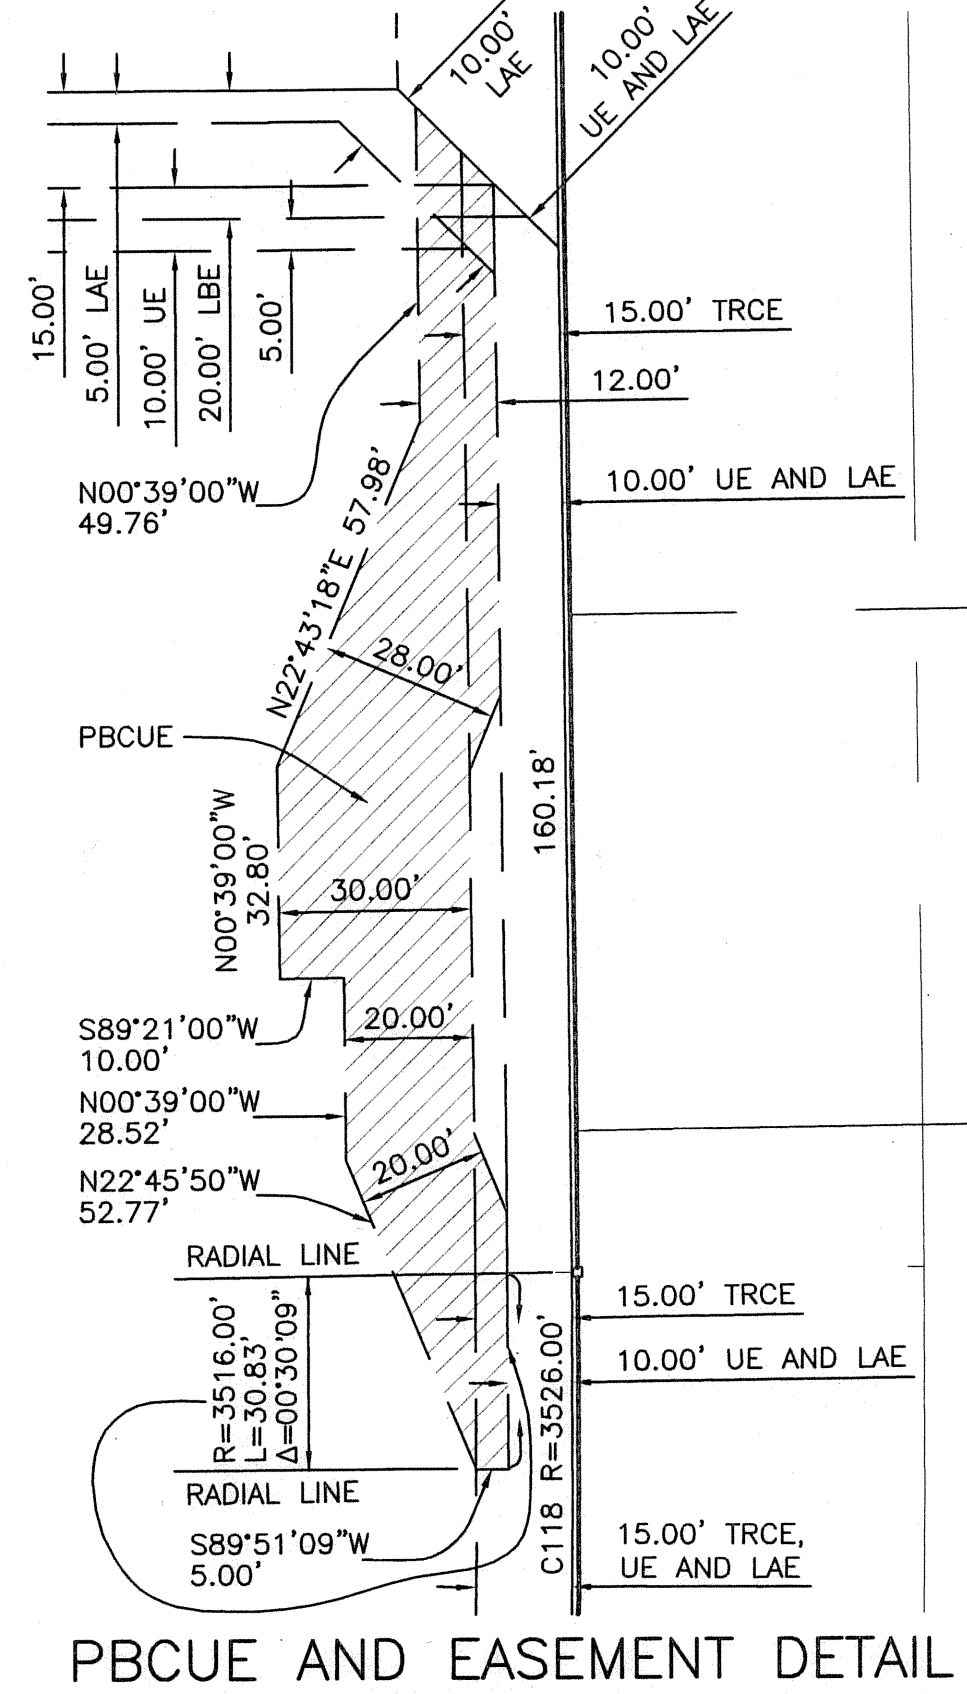 10.00'
LAE
10.00'
UE AND LAE
15.00'
5.00' LAE
10.00' UE
20.00' LBE
5.00'
15.00' TRCE
12.00'
N00°39'00"W
49.76'
N22°43'18"E 57.98'
10.00' UE AND LAE
28.00'
PBCUE
160.18'
N00°39'00"W
32.80'
30.00'
S89°21'00"W
10.00'
20.00'
N00°39'00"W
28.52'
N22°45'50"W
52.77'
20.00'
RADIAL LINE
R=3516.00'
L=30.83'
Δ=00°30'09"
15.00' TRCE
10.00' UE AND LAE
C118 R=3526.00'
RADIAL LINE
S89°51'09"W
5.00'
15.00' TRCE,
UE AND LAE
PBCUE AND EASEMENT DETAIL